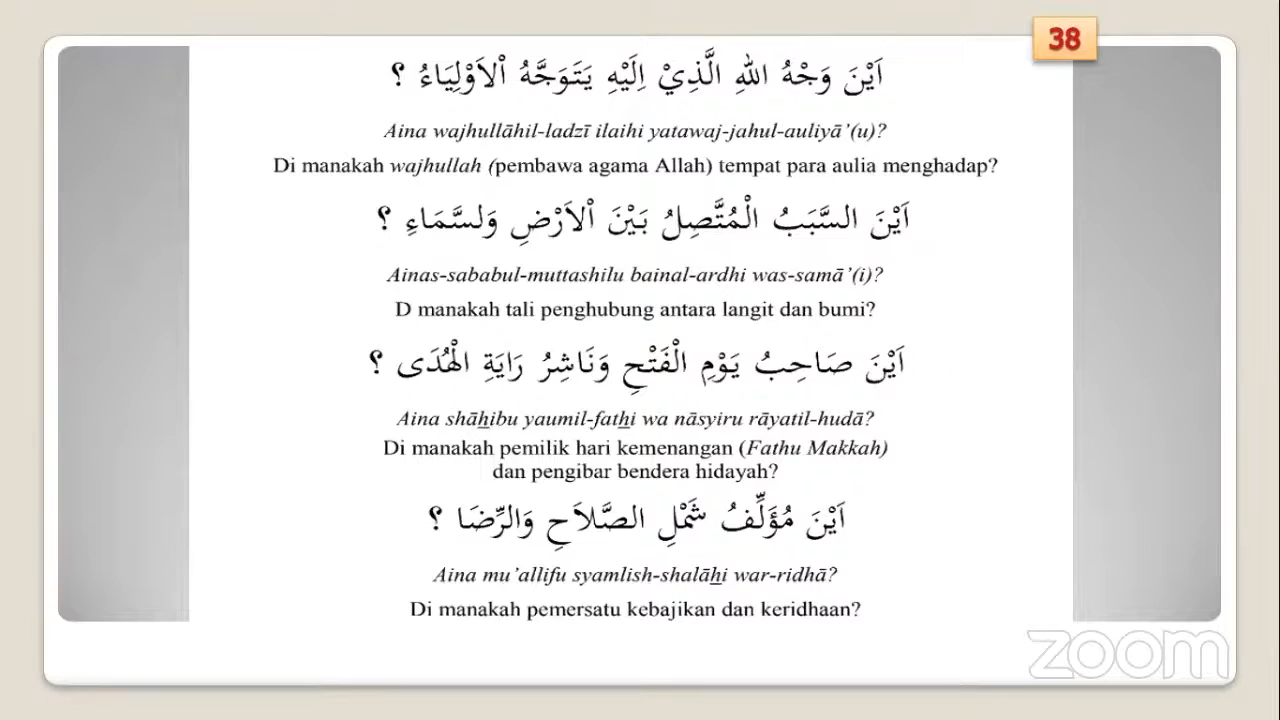 38
اَيْنَ وَجْهُ اللهِ الَّذِيْ اِلَيْهِ يَتَوَجَّهُ اْلاَوْلِيَاءُ ؟
Aina wajhullāhil-ladzī ilaihi yatawaj-jahul-auliyā’(u)?
Di manakah wajhullah (pembawa agama Allah) tempat para aulia menghadap?
اَيْنَ السَّبَبُ الْمُتَّصِلُ بَيْنَ اْلاَرْضِ وَلسَّمَاءِ ؟
Ainas-sababul-muttashilu bainal-ardhi was-samā’(i)?
D manakah tali penghubung antara langit dan bumi?
اَيْنَ صَاحِبُ يَوْمِ الْفَتْحِ وَنَاشِرُ رَايَةِ الْهُدَى ؟
Aina shāhibu yaumil-fathi wa nāsyiru rāyatil-hudā?
Di manakah pemilik hari kemenangan (Fathu Makkah)
dan pengibar bendera hidayah?
اَيْنَ مُؤَلِّفُ شَمْلِ الصَّلاَحِ وَالرِّضَا ؟
Aina mu’allifu syamlish-shalāhi war-ridhā?
Di manakah pemersatu kebajikan dan keridhaan?
zoom